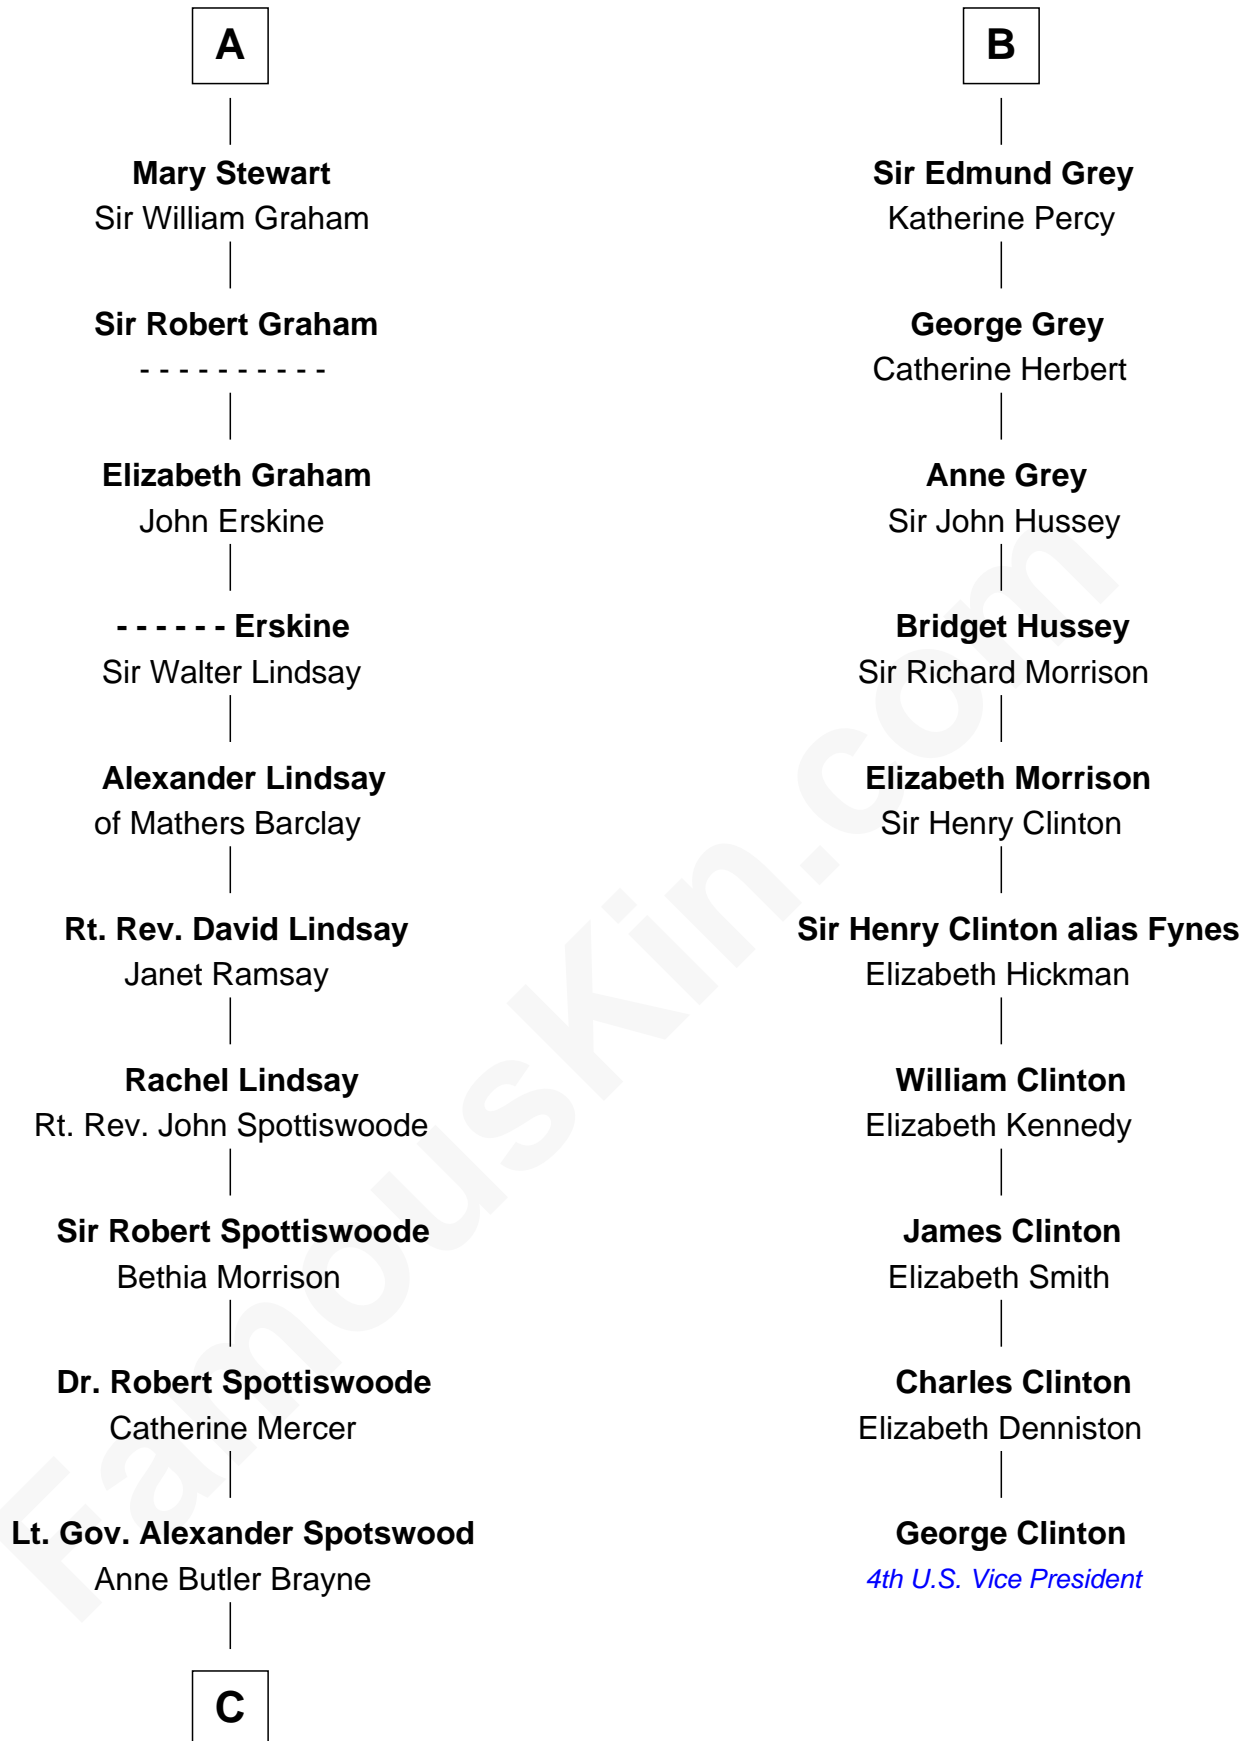 A
Mary Stewart
Sir William Graham
Sir Robert Graham
- - - - - - - - - -
Elizabeth Graham
John Erskine
- - - - - - Erskine
Sir Walter Lindsay
Alexander Lindsay
of Mathers Barclay
Rt. Rev. David Lindsay
Janet Ramsay
Rachel Lindsay
Rt. Rev. John Spottiswoode
Sir Robert Spottiswoode
Bethia Morrison
Dr. Robert Spottiswoode
Catherine Mercer
Lt. Gov. Alexander Spotswood
Anne Butler Brayne
C
B
Sir Edmund Grey
Katherine Percy
George Grey
Catherine Herbert
Anne Grey
Sir John Hussey
Bridget Hussey
Sir Richard Morrison
Elizabeth Morrison
Sir Henry Clinton
Sir Henry Clinton alias Fynes
Elizabeth Hickman
William Clinton
Elizabeth Kennedy
James Clinton
Elizabeth Smith
Charles Clinton
Elizabeth Denniston
George Clinton
4th U.S. Vice President
FamousKin.com